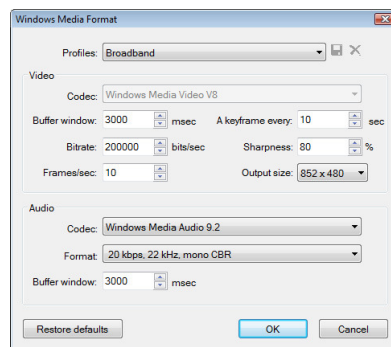 Windows Media Format
Profiles: Broadband
Video
Codec: Windows Media Video V8
Buffer window: 3000 msec A keyframe every: 10 sec
Bitrate: 200000 bits/sec Sharpness: 80 %
Frames/sec: 10 Output size: 852 x 480
Audio
Codec: Windows Media Audio 9.2
Format: 20 kbps, 22 kHz, mono CBR
Buffer window: 3000 msec
Restore defaults OK Cancel